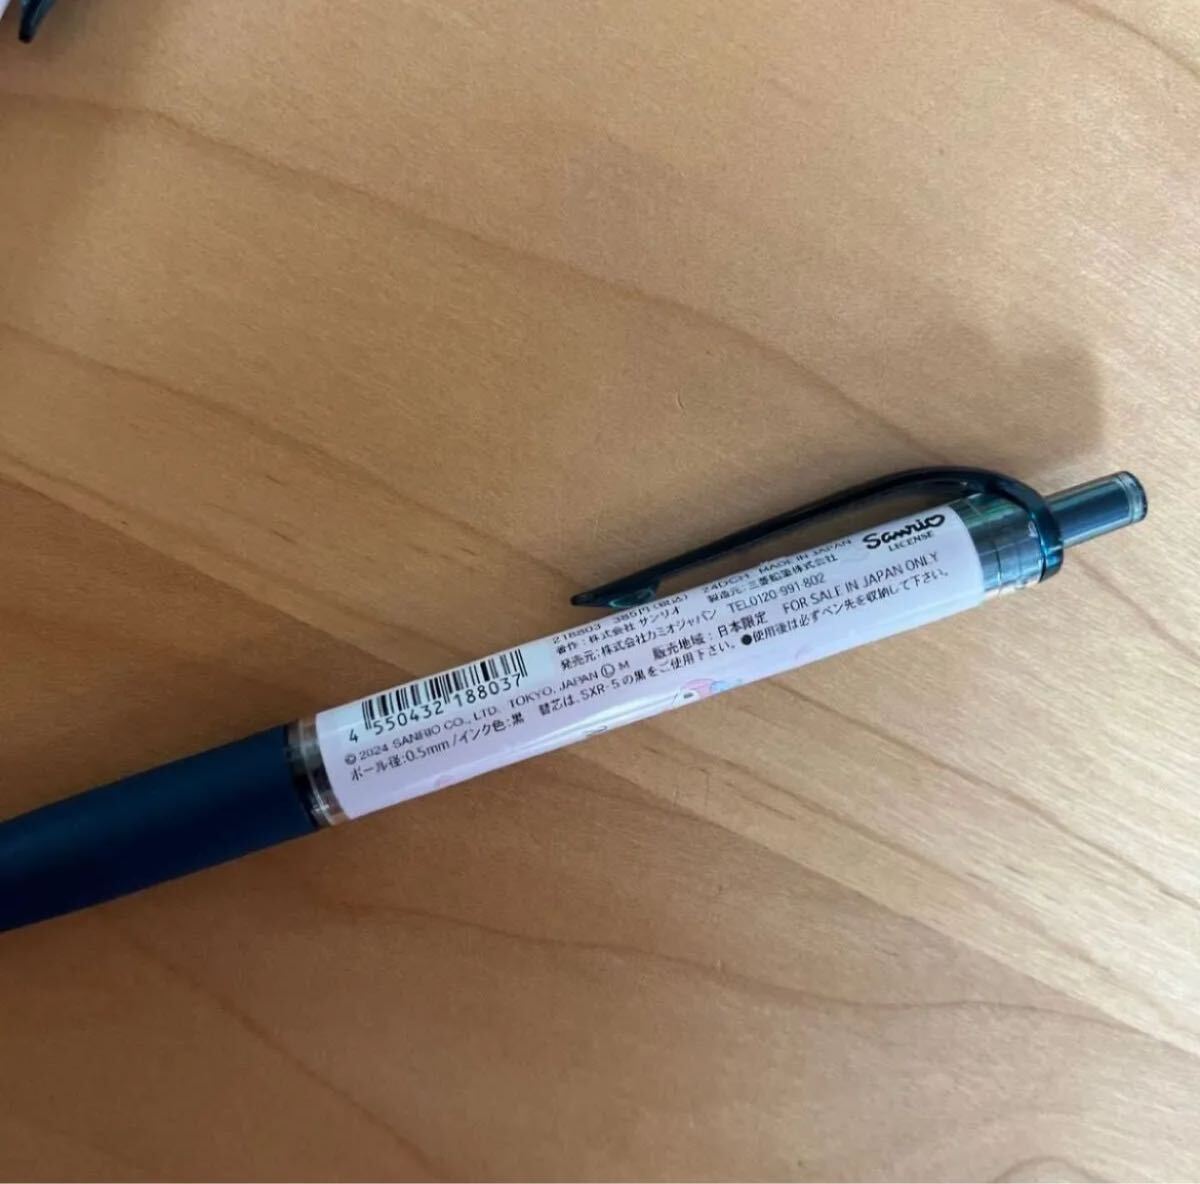 218803 385円(税込) 24DCH MADE IN JAPAN
著作:株式会社 サンリオ 製造元:三菱鉛筆株式会社
発売元:株式会社カミオジャパン TEL0120-991-802
販売地域:日本限定 FOR SALE IN JAPAN ONLY
Sanrio
LICENSE
4 550432 188037
© 2024 SANRIO CO., LTD. TOKYO, JAPAN Ⓛ M
ボール径:0.5mm/インク色:黒 替芯は、SXR-5の黒をご使用下さい。●使用後は必ずペン先を収納して下さい。